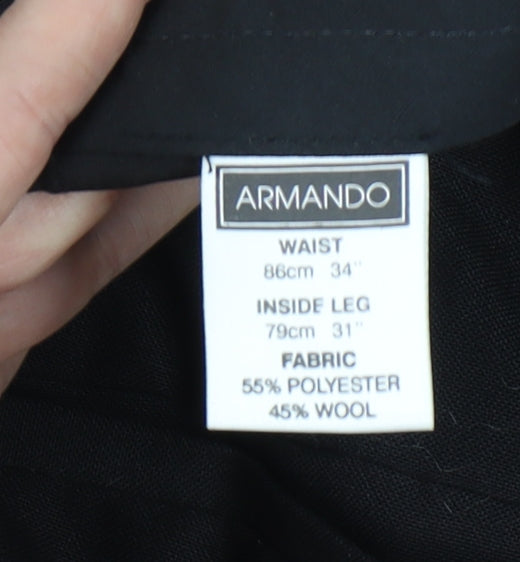 ARMANDO
WAIST
86cm 34"
INSIDE LEG
79cm 31"
FABRIC
55% POLYESTER
45% WOOL